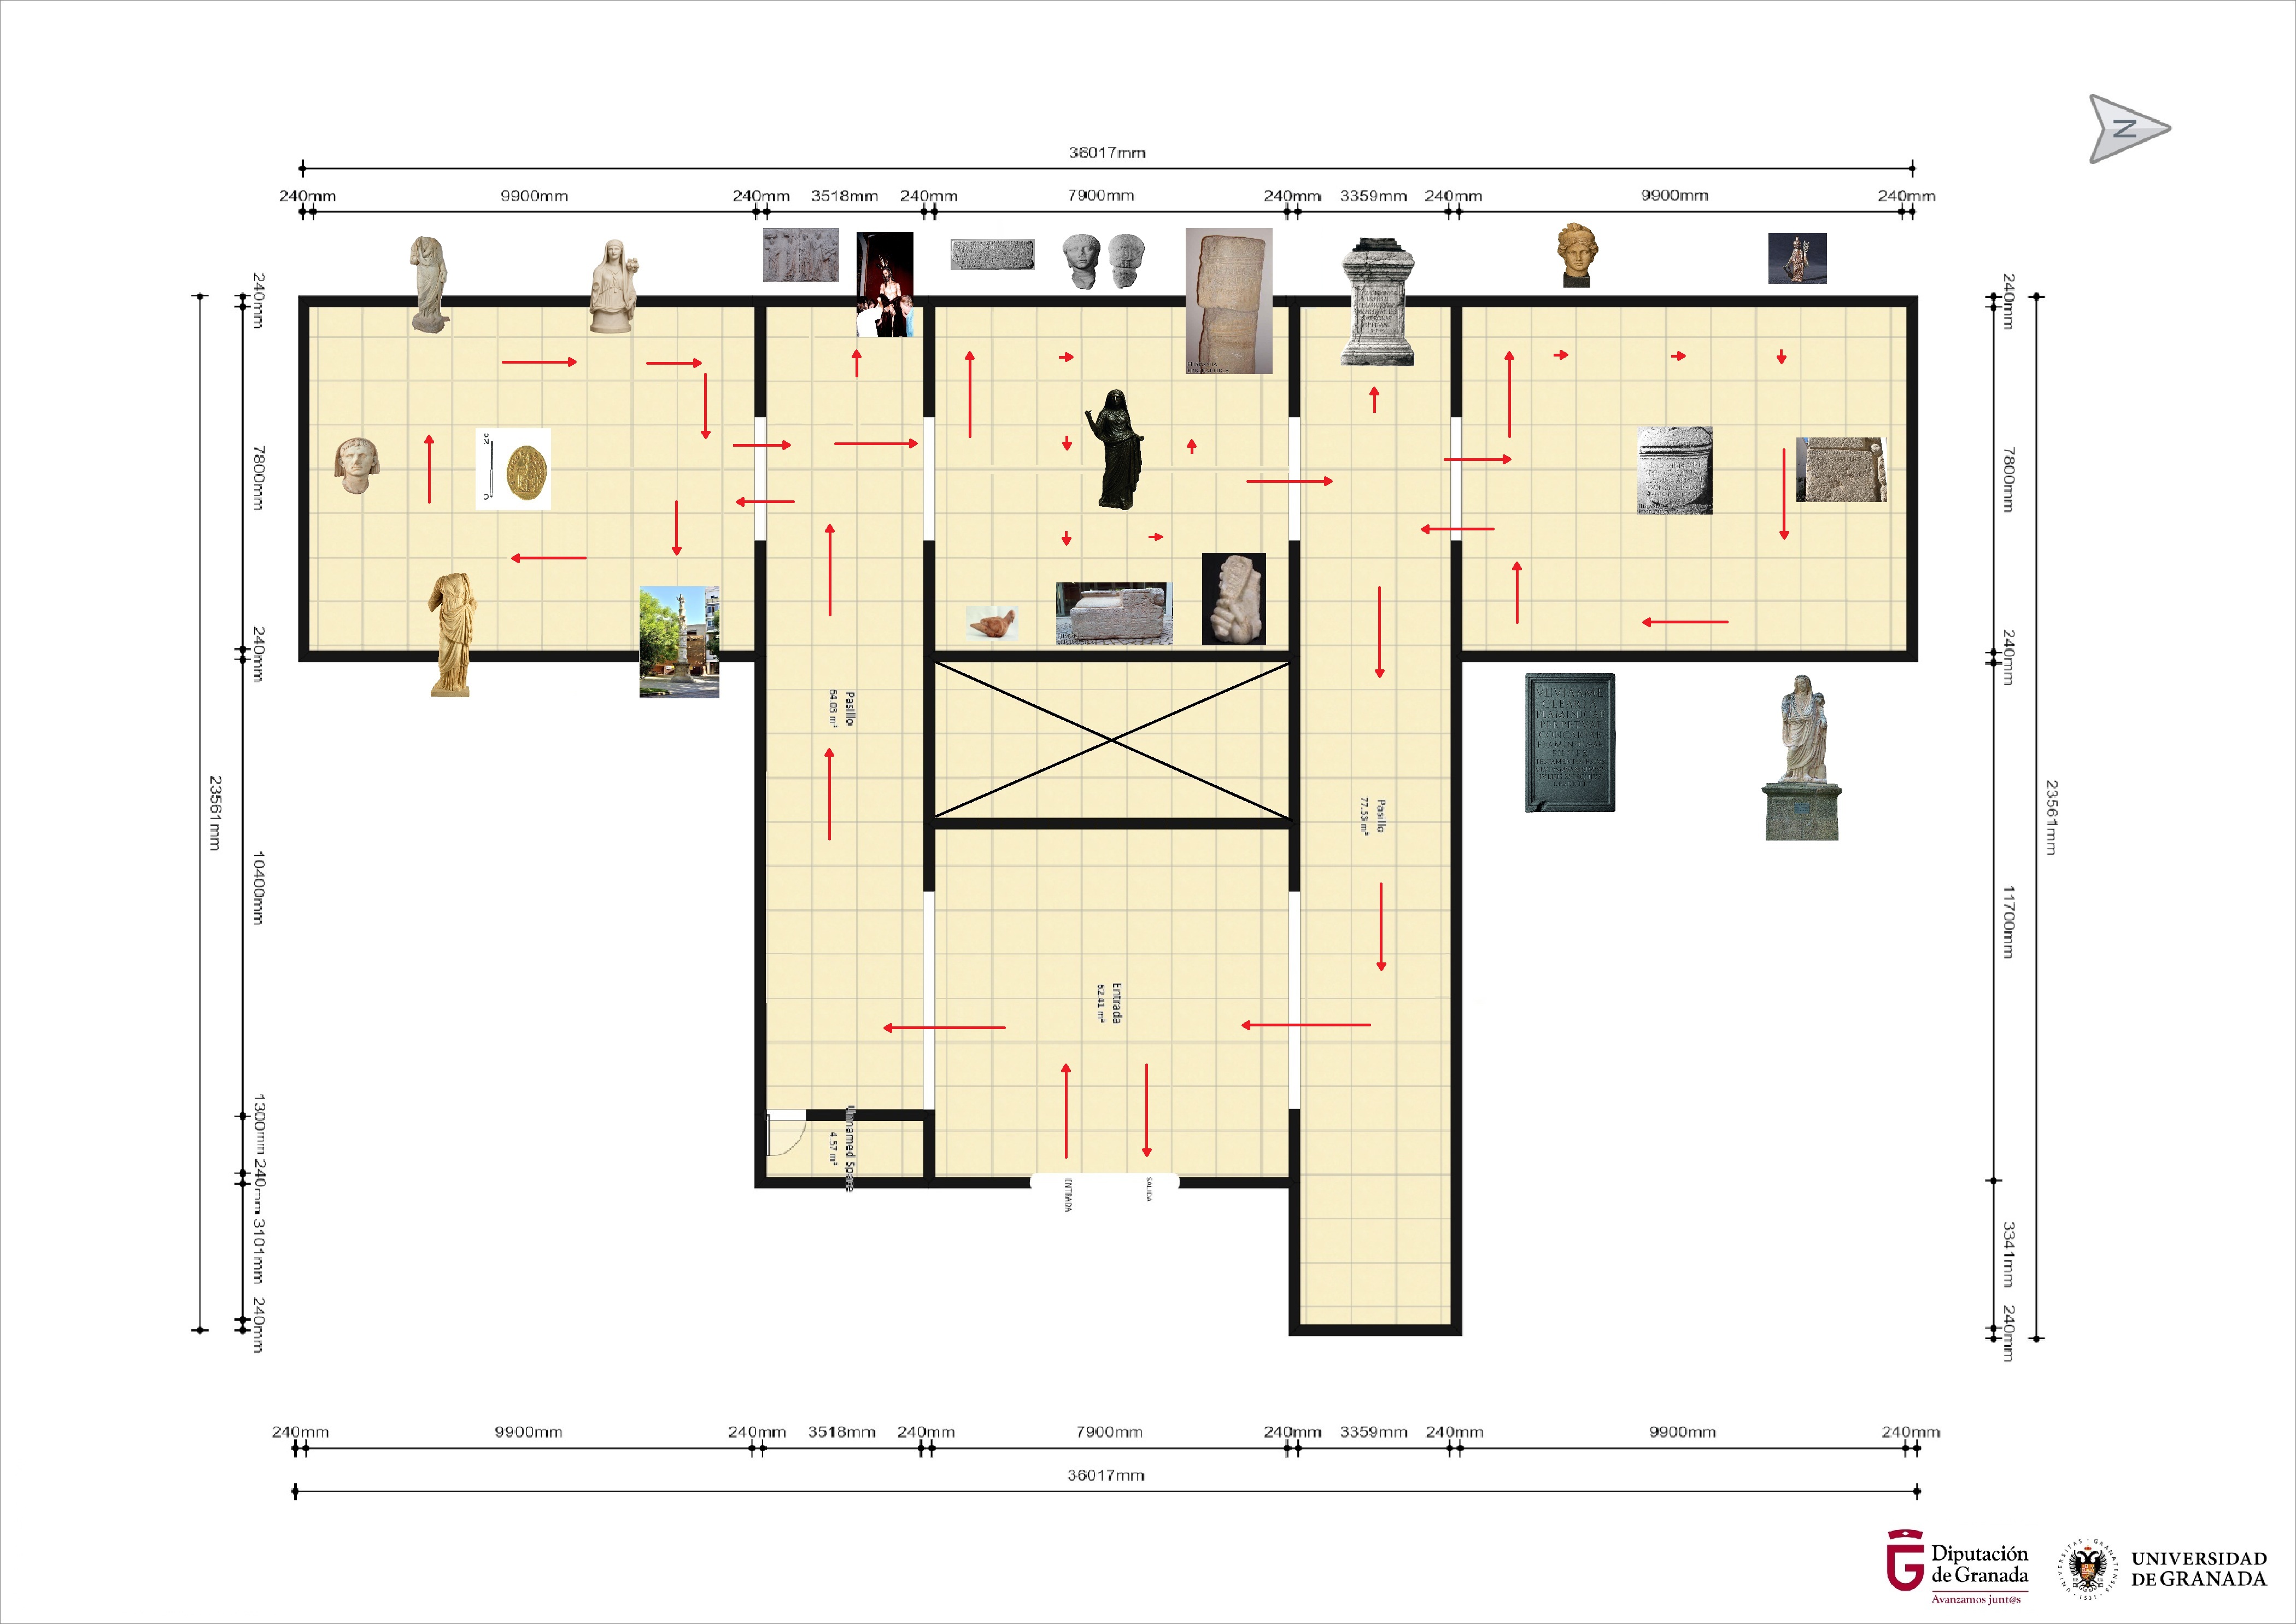 N
36017mm
240mm 9900mm 240mm 3518mm 240mm 7900mm 240mm 3359mm 240mm 9900mm 240mm
240mm
7800mm
240mm
10400mm
1300mm
240mm
3101mm
240mm
23561mm
Pasillo
64.03 m²
Pasillo
77.53 m²
Entrada
62.41 m²
Unnamed Space
4.57 m²
ENTRADA
SALIDA
240mm
7800mm
240mm
11700mm
3341mm
240mm
23561mm
240mm 9900mm 240mm 3518mm 240mm 7900mm 240mm 3359mm 240mm 9900mm 240mm
36017mm
Diputación
de Granada
Avanzamos junt@s
UNIVERSIDAD
DE GRANADA